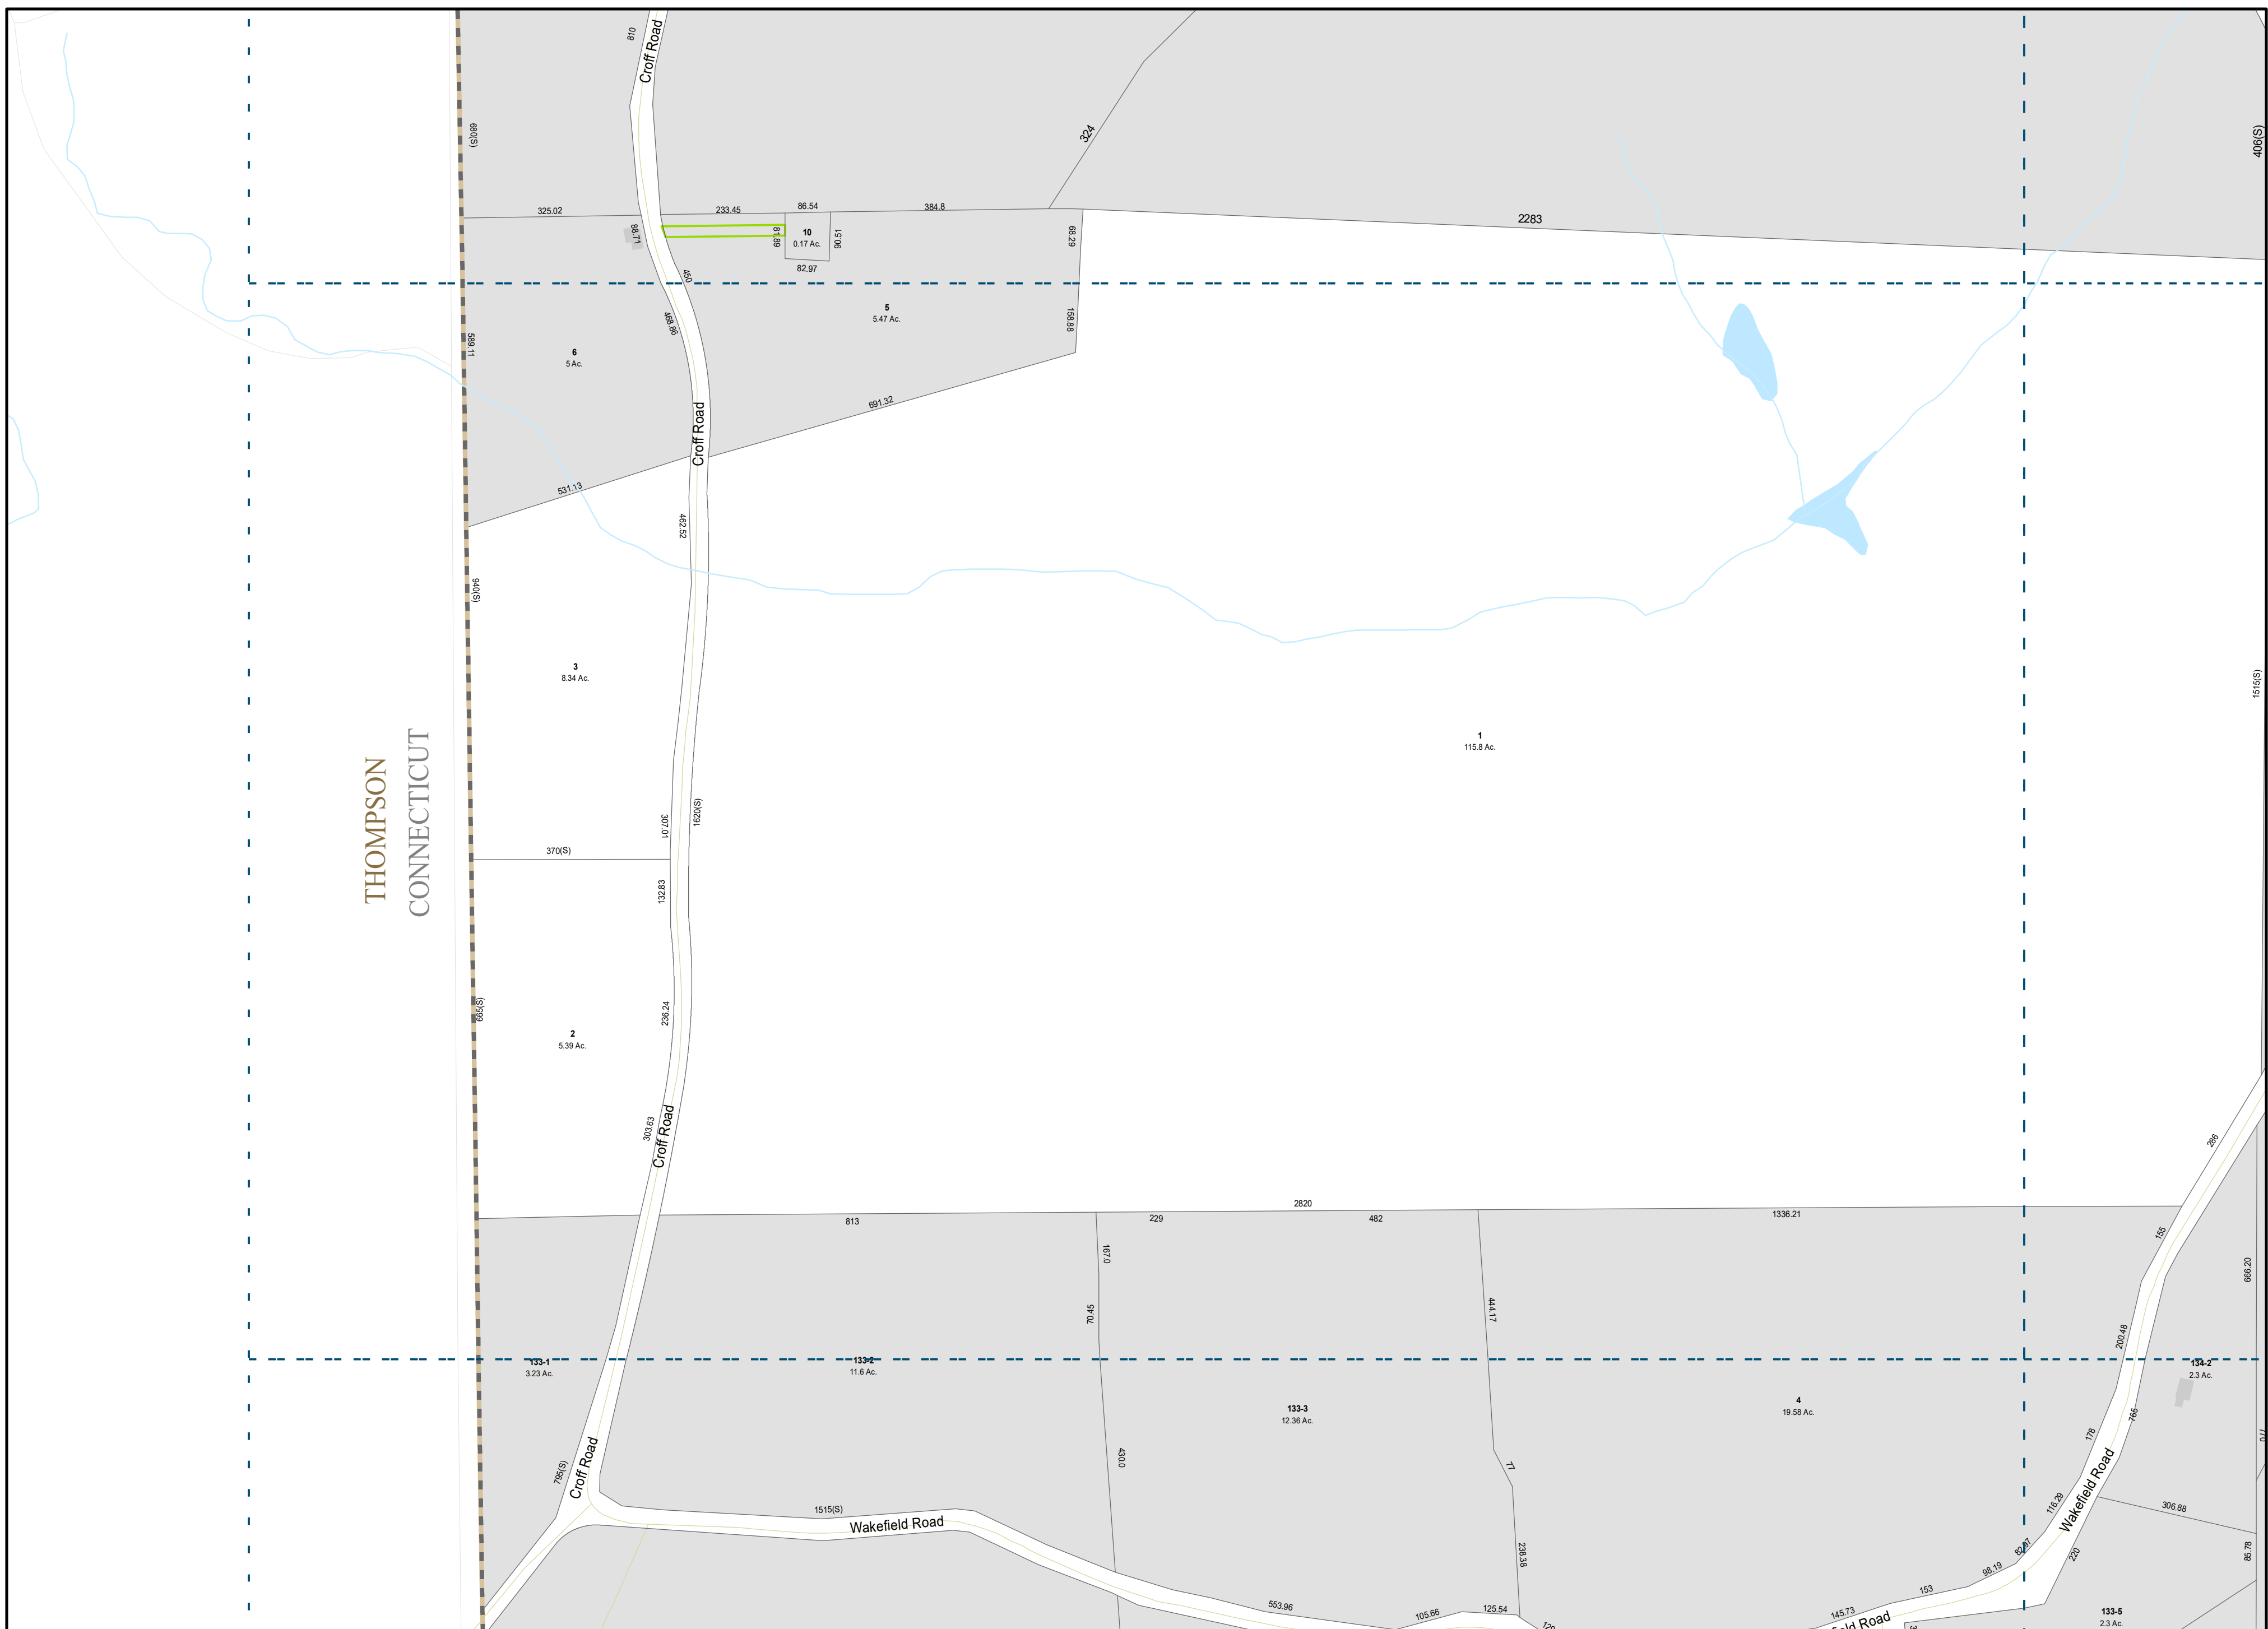 810
Croff Road
680(S)
324
406(S)
325.02
233.45
86.54
384.8
2283
88.71
81.89
10
0.17 Ac.
90.51
68.29
82.97
450
468.86
5
5.47 Ac.
158.88
589.11
6
5 Ac.
691.32
Croff Road
531.13
462.52
940(S)
3
8.34 Ac.
1515(S)
1
115.8 Ac.
THOMPSON
CONNECTICUT
307.01
1920(S)
370(S)
132.83
665(S)
236.24
2
5.39 Ac.
303.63
Croff Road
286
2820
813
229
482
1336.21
155
167.0
666.20
70.45
444.17
200.48
133-1
3.23 Ac.
133-2
11.6 Ac.
134-2
2.3 Ac.
133-3
12.36 Ac.
4
19.58 Ac.
765
178
770
430.0
77
795(S)
Croff Road
1515(S)
Wakefield Road
Wakefield Road
116.29
306.88
238.38
82.97
220
85.78
98.19
153
553.96
105.66
125.54
145.73
133-5
2.3 Ac.